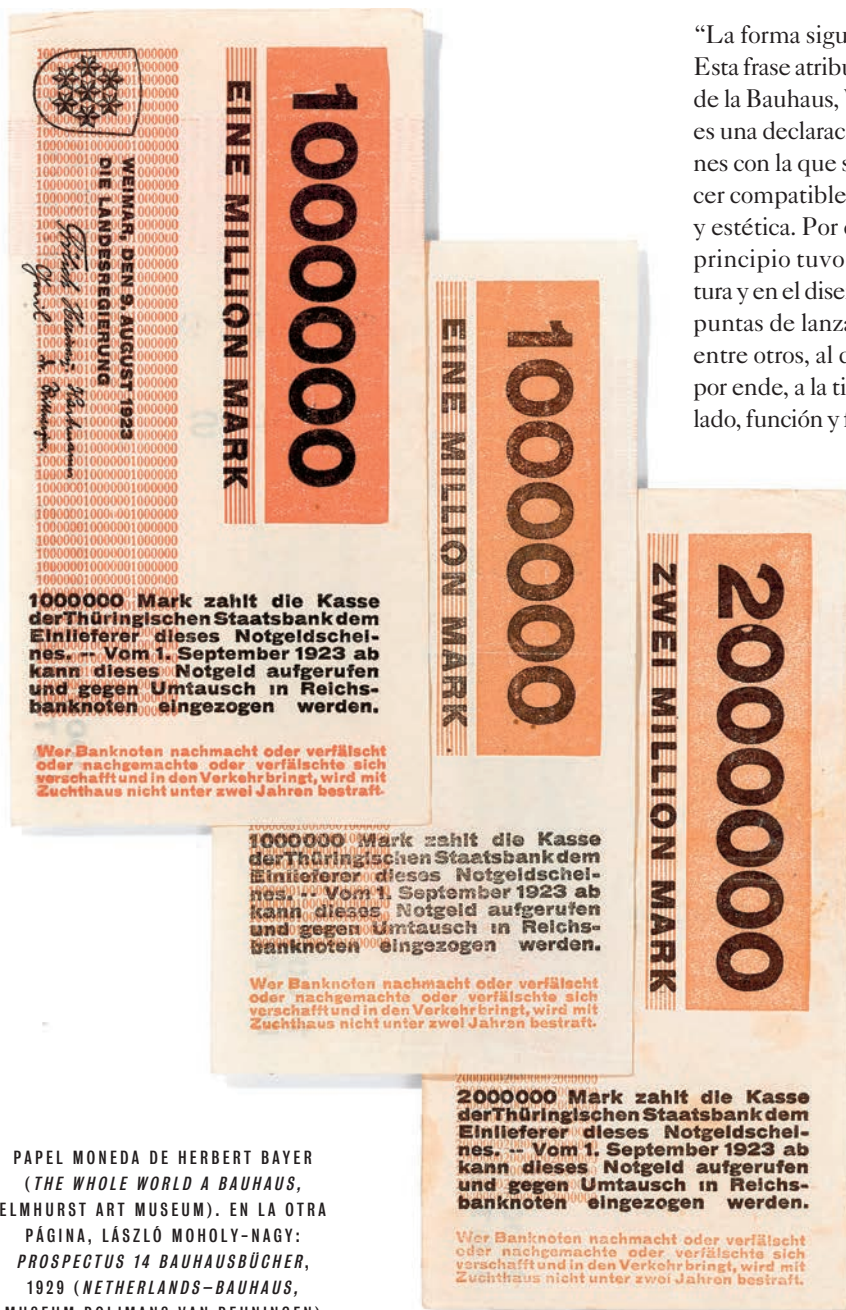 “La forma sigu
Esta frase atribu
de la Bauhaus, 
es una declarac
nes con la que s
cer compatible
y estética. Por 
principio tuvo
tura y en el dise
puntas de lanza
entre otros, al d
por ende, a la ti
lado, función y f
1000000
EINE MILLION MARK
WEIMAR, DEN 9. AUGUST 1923
DIE LANDESREGIERUNG
1000000 Mark zahlt die Kasse
der Thüringischen Staatsbank dem
Einlieferer dieses Notgeldschei-
nes. -- Vom 1. September 1923 ab
kann dieses Notgeld aufgerufen
und gegen Umtausch in Reichs-
banknoten eingezogen werden.
Wer Banknoten nachmacht oder verfälscht
oder nachgemachte oder verfälschte sich
verschafft und in den Verkehr bringt, wird mit
Zuchthaus nicht unter zwei Jahren bestraft.
1000000
EINE MILLION MARK.
1000000 Mark zahlt die Kasse
der Thüringischen Staatsbank dem
Einlieferer dieses Notgeldschei-
nes. -- Vom 1. September 1923 ab
kann dieses Notgeld aufgerufen
und gegen Umtausch in Reichs-
banknoten eingezogen werden.
Wer Banknoten nachmacht oder verfälscht
oder nachgemachte oder verfälschte sich
verschafft und in den Verkehr bringt, wird mit
Zuchthaus nicht unter zwei Jahren bestraft.
2000000
ZWEI MILLION MARK
2000000 Mark zahlt die Kasse
der Thüringischen Staatsbank dem
Einlieferer dieses Notgeldschei-
nes. -- Vom 1. September 1923 ab
kann dieses Notgeld aufgerufen
und gegen Umtausch in Reichs-
banknoten eingezogen werden.
Wer Banknoten nachmacht oder verfälscht
oder nachgemachte oder verfälschte sich
verschafft und in den Verkehr bringt, wird mit
Zuchthaus nicht unter zwei Jahren bestraft.
PAPEL MONEDA DE HERBERT BAYER
(THE WHOLE WORLD A BAUHAUS,
ELMHURST ART MUSEUM). EN LA OTRA
PÁGINA, LÁSZLÓ MOHOLY-NAGY:
PROSPECTUS 14 BAUHAUSBÜCHER,
1929 (NETHERLANDS–BAUHAUS,